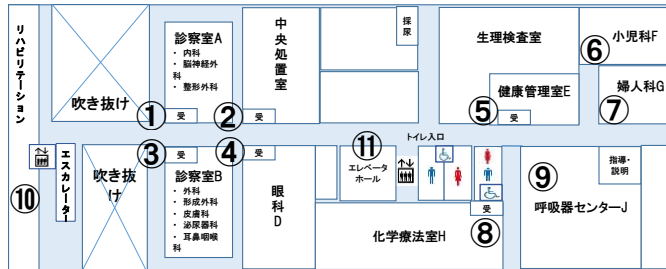 リハビリテーション
吹き抜け
診察室A
・ 内科
・ 脳神経外
科
・ 整形外科
① 受
中央処置室
② 受
採尿
生理検査室
健康管理室E
⑤ 受
⑥ 小児科F
婦人科G
⑦
トイレ入口
③ 受
④ 受
⑪
エレベータ
ホール
エスカレーター
⑩
吹き抜
け
診察室B
・ 外科
・ 形成外科
・ 皮膚科
・ 泌尿器科
・ 耳鼻咽喉
科
眼科D
化学療法室H
受
⑧
⑨
指導・
説明
呼吸器センターJ